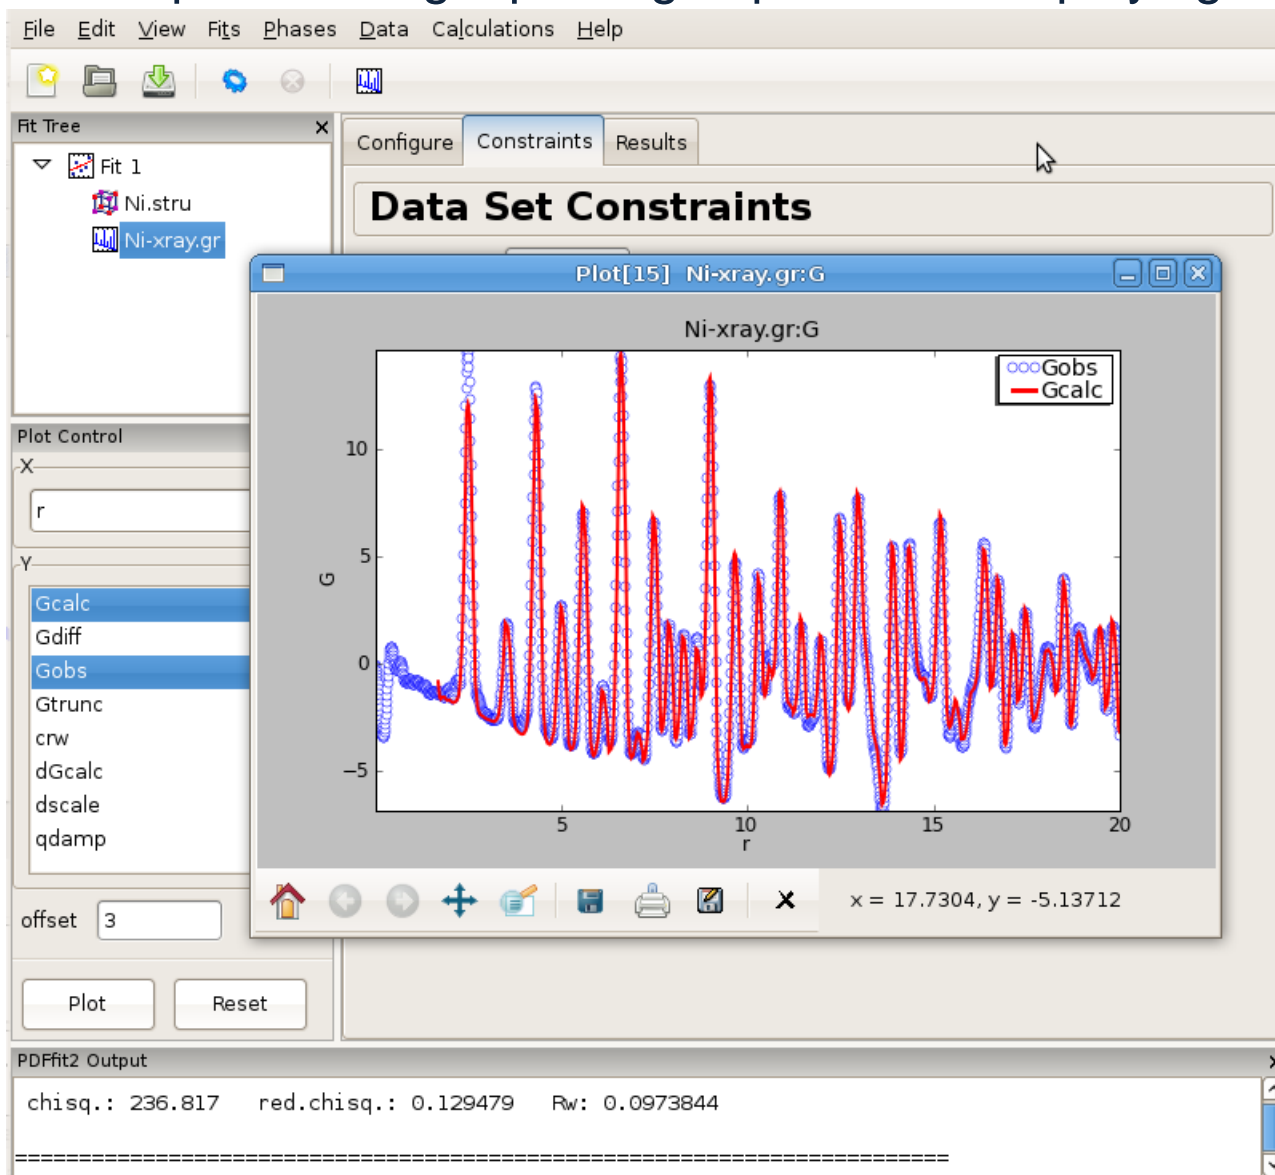 File Edit View Fits Phases Data Calculations Help
Fit Tree
Fit 1
Ni.stru
Ni-xray.gr
Configure Constraints Results
Data Set Constraints
Plot[15] Ni-xray.gr:G
Ni-xray.gr:G
Gobs
Gcalc
10
5
0
−5
G
5 10 15 20
r
x = 17.7304, y = -5.13712
Plot Control
X
r
Y
Gcalc
Gdiff
Gobs
Gtrunc
crw
dGcalc
dscale
qdamp
offset 3
Plot Reset
PDFfit2 Output
chisq.: 236.817 red.chisq.: 0.129479 Rw: 0.0973844
=========================================================================